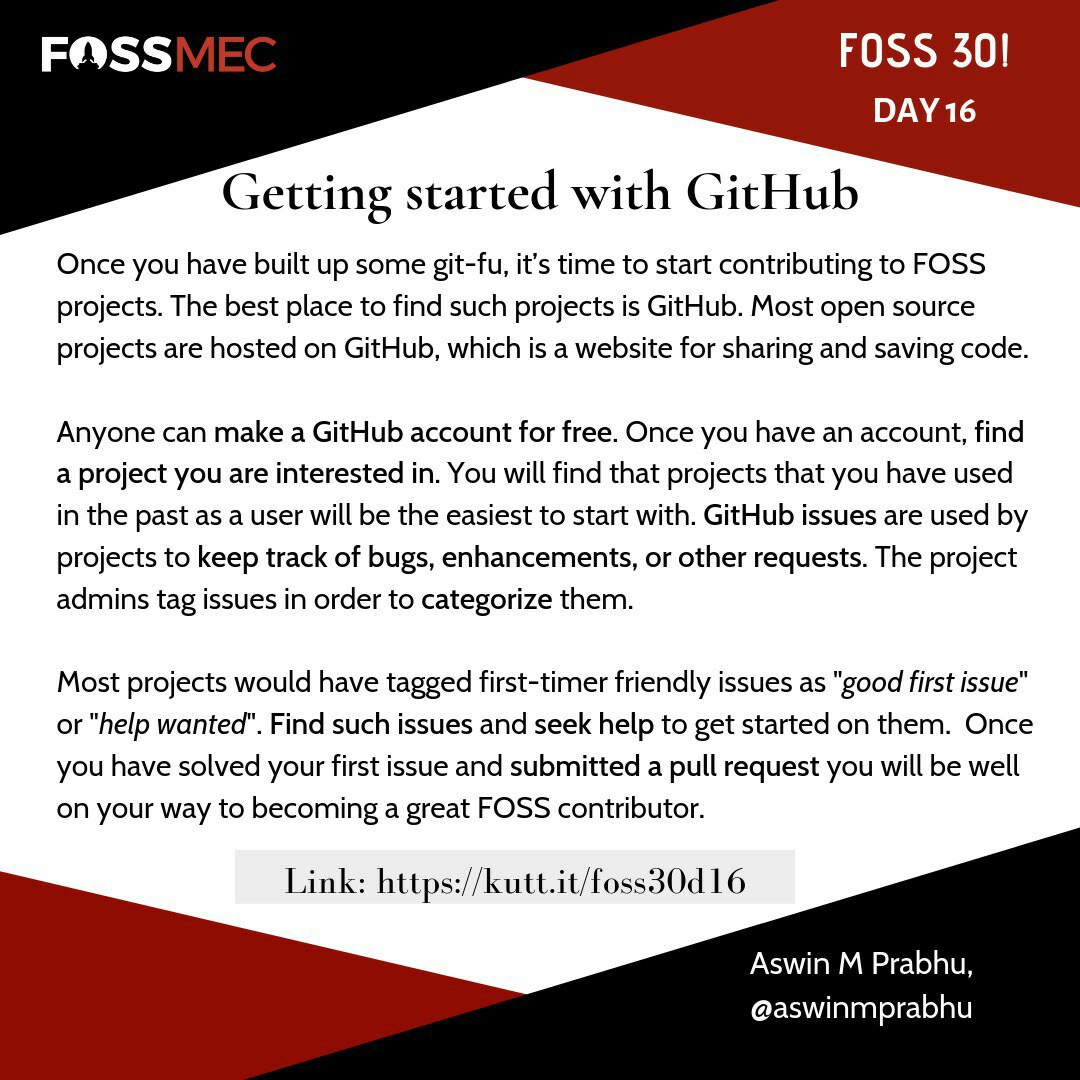 FOSSMEC
FOSS 30!
DAY 16
Getting started with GitHub
Once you have built up some git-fu, it’s time to start contributing to FOSS
projects. The best place to find such projects is GitHub. Most open source
projects are hosted on GitHub, which is a website for sharing and saving code.
Anyone can make a GitHub account for free. Once you have an account, find
a project you are interested in. You will find that projects that you have used
in the past as a user will be the easiest to start with. GitHub issues are used by
projects to keep track of bugs, enhancements, or other requests. The project
admins tag issues in order to categorize them.
Most projects would have tagged first-timer friendly issues as "good first issue"
or "help wanted". Find such issues and seek help to get started on them.  Once
you have solved your first issue and submitted a pull request you will be well
on your way to becoming a great FOSS contributor.
Link: https://kutt.it/foss30d16
Aswin M Prabhu,
@aswinmprabhu